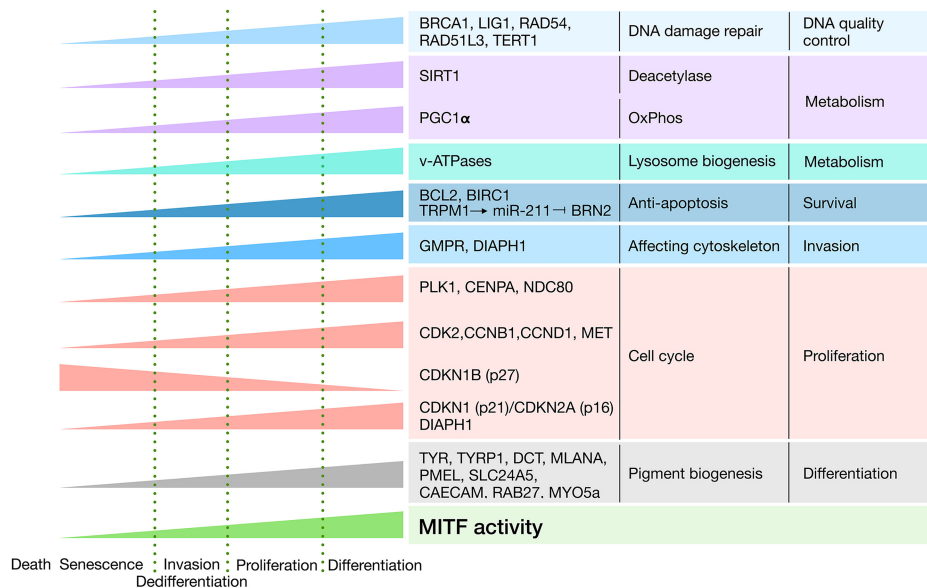 BRCA1, LIG1, RAD54,
RAD51L3, TERT1
DNA damage repair
DNA quality
control
SIRT1
Deacetylase
Metabolism
PGC1α
OxPhos
v-ATPases
Lysosome biogenesis
Metabolism
BCL2, BIRC1
TRPM1→ miR-211⊣ BRN2
Anti-apoptosis
Survival
GMPR, DIAPH1
Affecting cytoskeleton
Invasion
PLK1, CENPA, NDC80
CDK2,CCNB1,CCND1, MET
Cell cycle
Proliferation
CDKN1B (p27)
CDKN1 (p21)/CDKN2A (p16)
DIAPH1
TYR, TYRP1, DCT, MLANA,
PMEL, SLC24A5,
CAECAM. RAB27. MYO5a
Pigment biogenesis
Differentiation
MITF activity
Death
Senescence
Invasion
Dedifferentiation
Proliferation
Differentiation